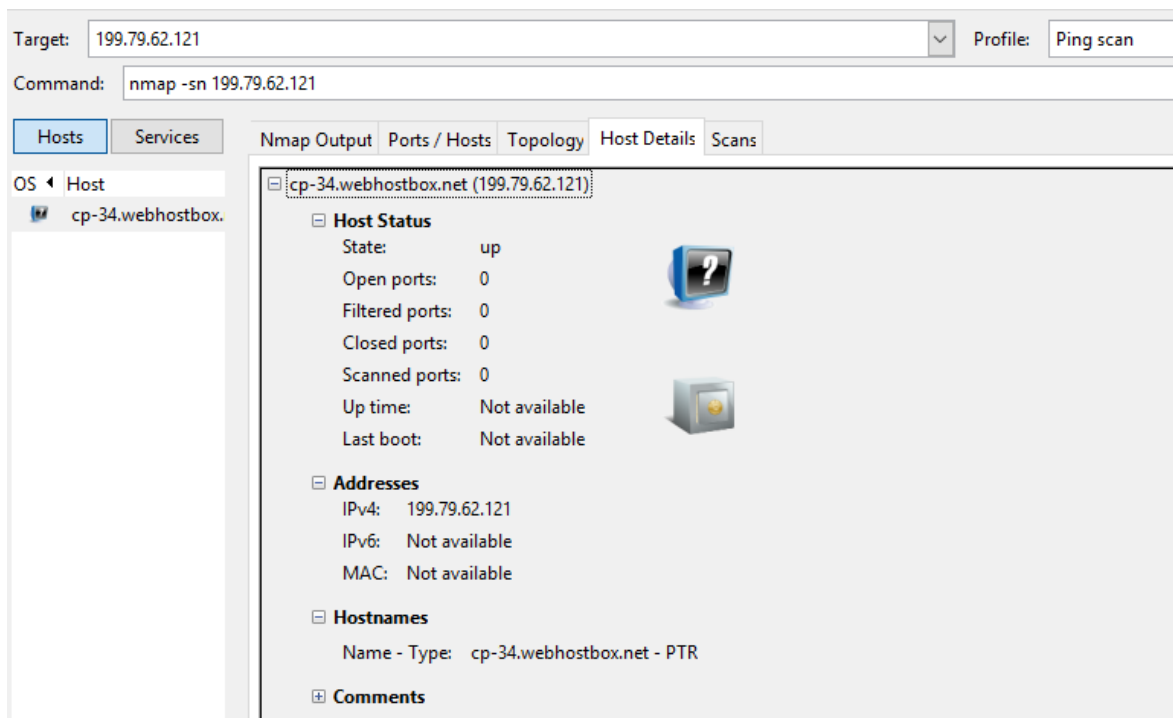 Target: 199.79.62.121 Profile: Ping scan
Command: nmap -sn 199.79.62.121
Hosts Services Nmap Output Ports / Hosts Topology Host Details Scans
OS Host
cp-34.webhostbox.
cp-34.webhostbox.net (199.79.62.121)
Host Status
State: up
Open ports: 0
Filtered ports: 0
Closed ports: 0
Scanned ports: 0
Up time: Not available
Last boot: Not available
Addresses
IPv4: 199.79.62.121
IPv6: Not available
MAC: Not available
Hostnames
Name - Type: cp-34.webhostbox.net - PTR
Comments